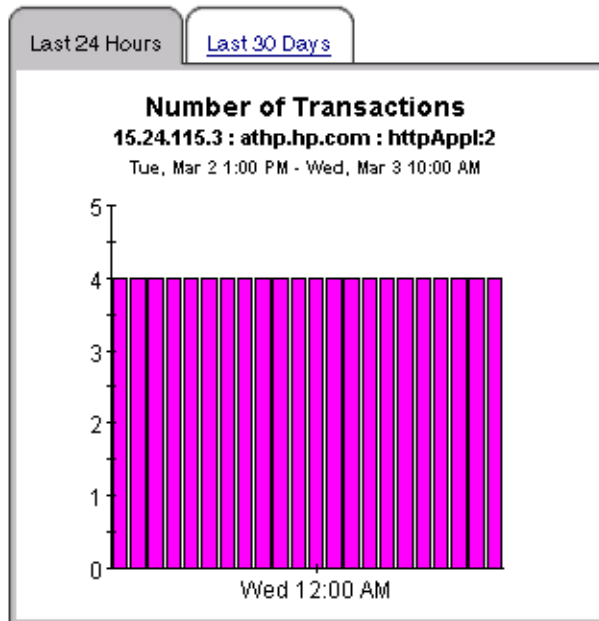 Last 24 Hours
Last 30 Days
Number of Transactions
15.24.115.3 : athp.hp.com : httpAppl:2
Tue, Mar 2 1:00 PM - Wed, Mar 3 10:00 AM
5
4
3
2
1
0
Wed 12:00 AM